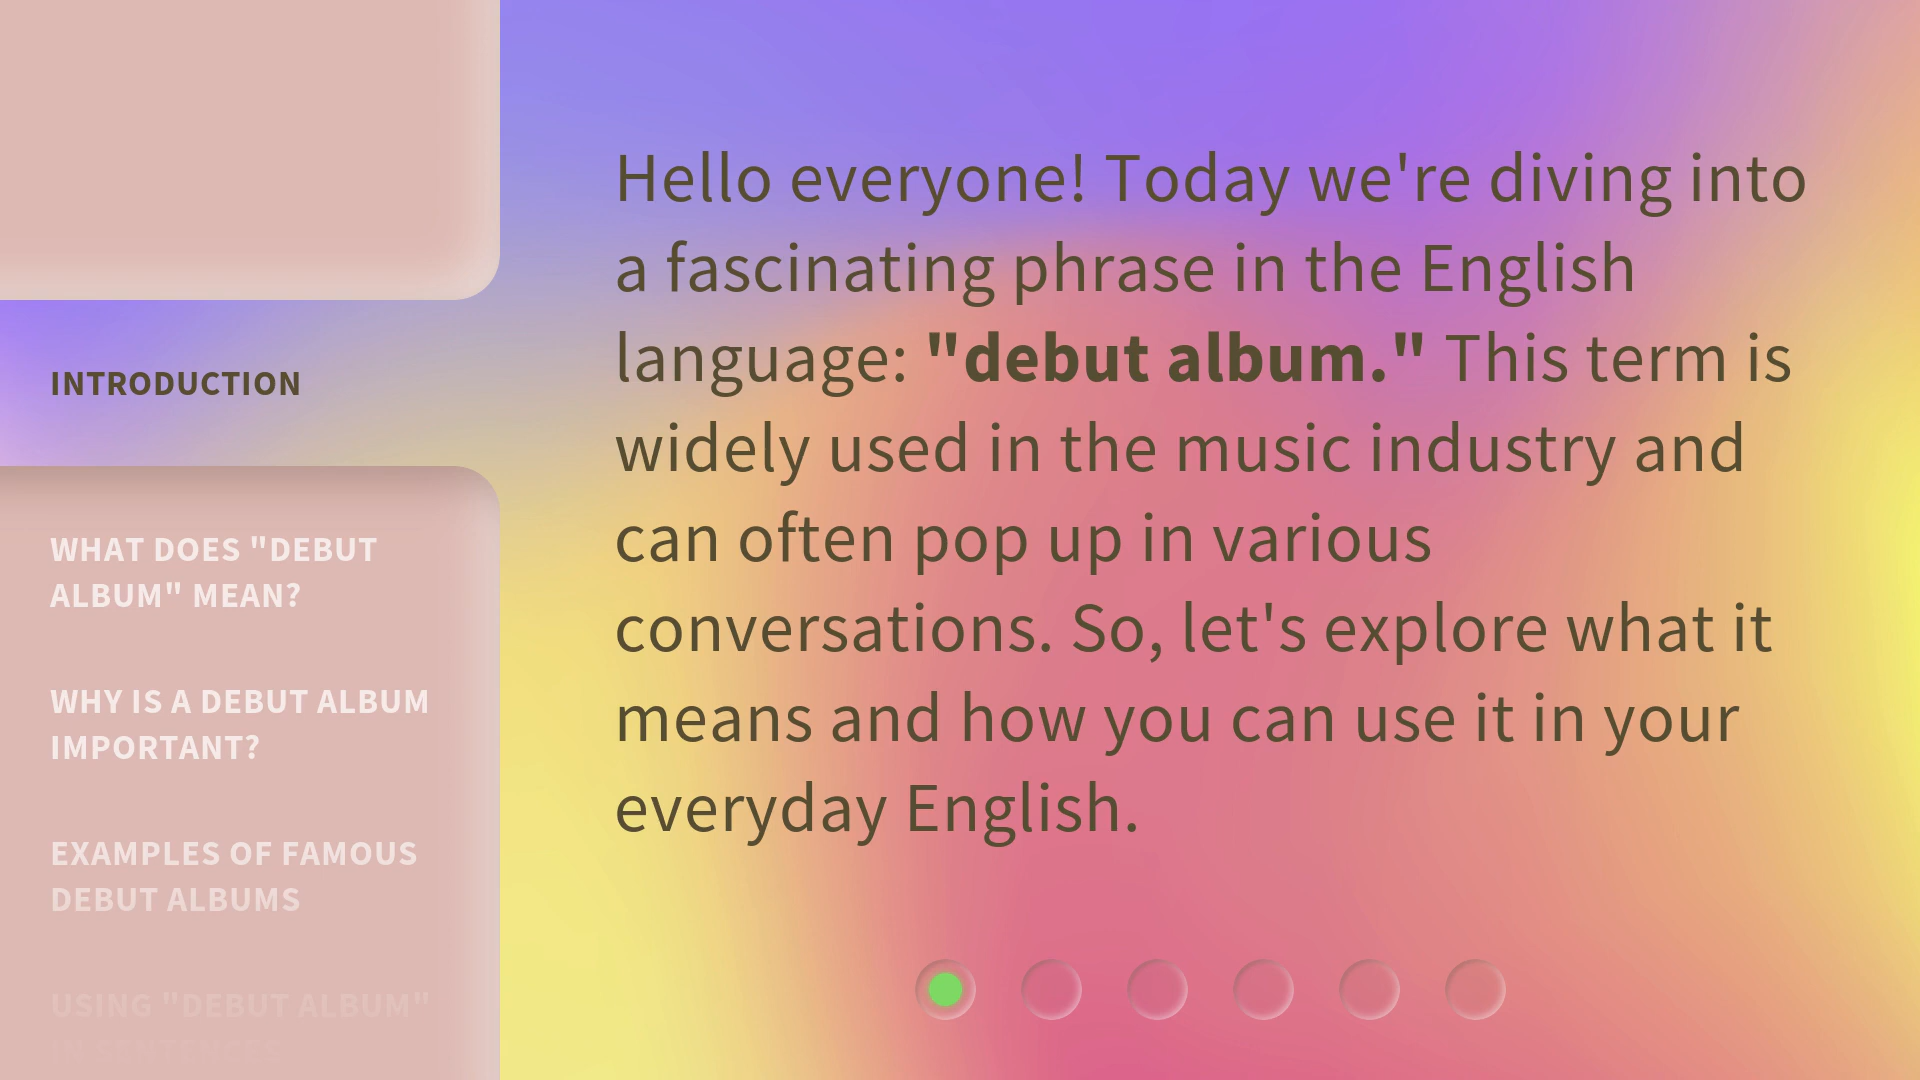 INTRODUCTION
WHAT DOES "DEBUT
ALBUM" MEAN?
WHY IS A DEBUT ALBUM
IMPORTANT?
EXAMPLES OF FAMOUS
DEBUT ALBUMS
USING "DEBUT ALBUM"
IN SENTENCES
Hello everyone! Today we're diving into
a fascinating phrase in the English
language: "debut album." This term is
widely used in the music industry and
can often pop up in various
conversations. So, let's explore what it
means and how you can use it in your
everyday English.